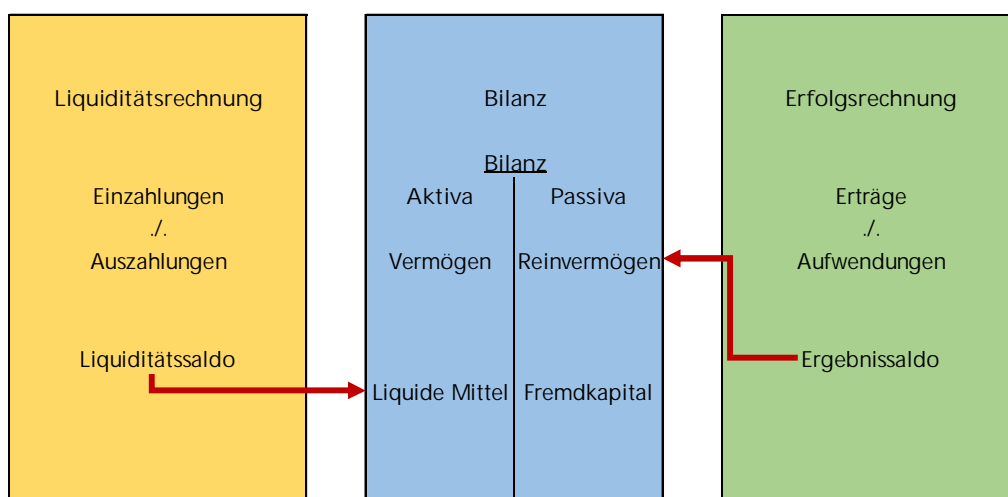 Liquiditätsrechnung
Einzahlungen
./.
Auszahlungen
Liquiditätssaldo
Bilanz
Bilanz
Aktiva Passiva
Vermögen Reinvermögen
Liquide Mittel Fremdkapital
Erfolgsrechnung
Erträge
./.
Aufwendungen
Ergebnissaldo